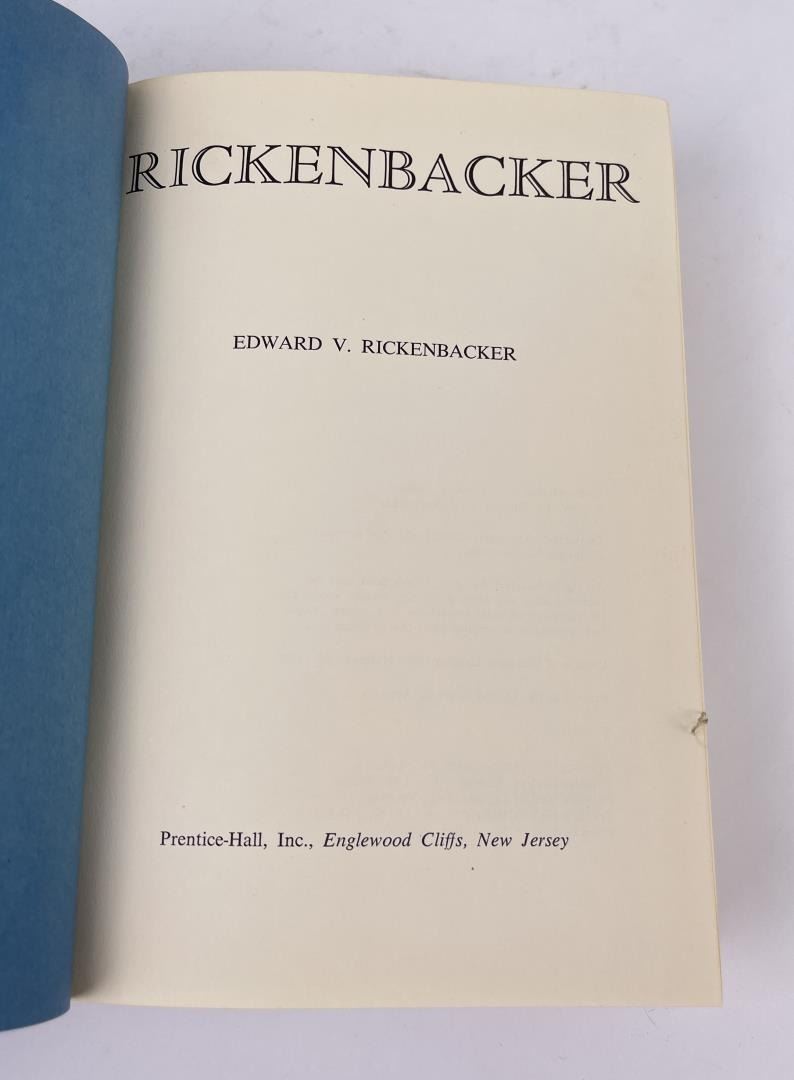 RICKENBACKER
EDWARD V. RICKENBACKER
Prentice-Hall, Inc., Englewood Cliffs, New Jersey